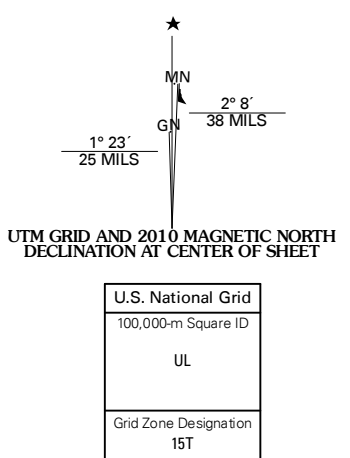 MN
2° 8´
38 MILS
GN
1° 23´
25 MILS
UTM GRID AND 2010 MAGNETIC NORTH
DECLINATION AT CENTER OF SHEET
U.S. National Grid
100,000-m Square ID
UL
Grid Zone Designation
15T